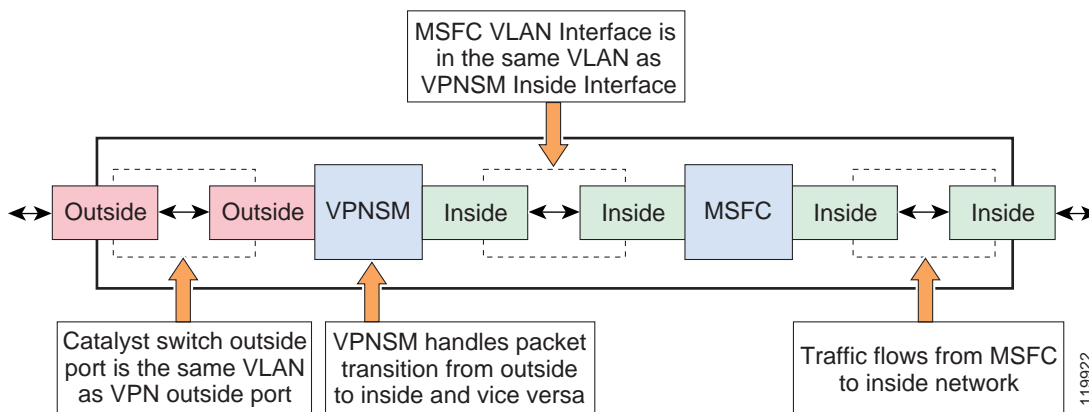 MSFC VLAN Interface is
in the same VLAN as
VPNSM Inside Interface
Outside
Outside
VPNSM
Inside
Inside
MSFC
Inside
Inside
Catalyst switch outside
port is the same VLAN
as VPN outside port
VPNSM handles packet
transition from outside
to inside and vice versa
Traffic flows from MSFC
to inside network
119922